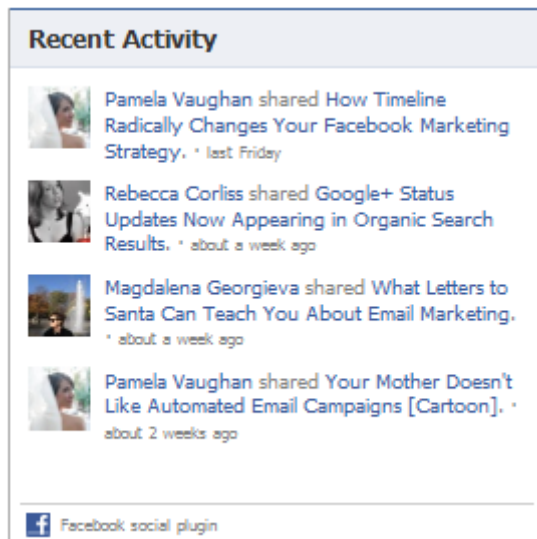 Recent Activity
Pamela Vaughan shared How Timeline
Radically Changes Your Facebook Marketing
Strategy. · last Friday
Rebecca Corliss shared Google+ Status
Updates Now Appearing in Organic Search
Results. · about a week ago
Magdalena Georgieva shared What Letters to
Santa Can Teach You About Email Marketing.
· about a week ago
Pamela Vaughan shared Your Mother Doesn't
Like Automated Email Campaigns [Cartoon]. ·
about 2 weeks ago
Facebook social plugin